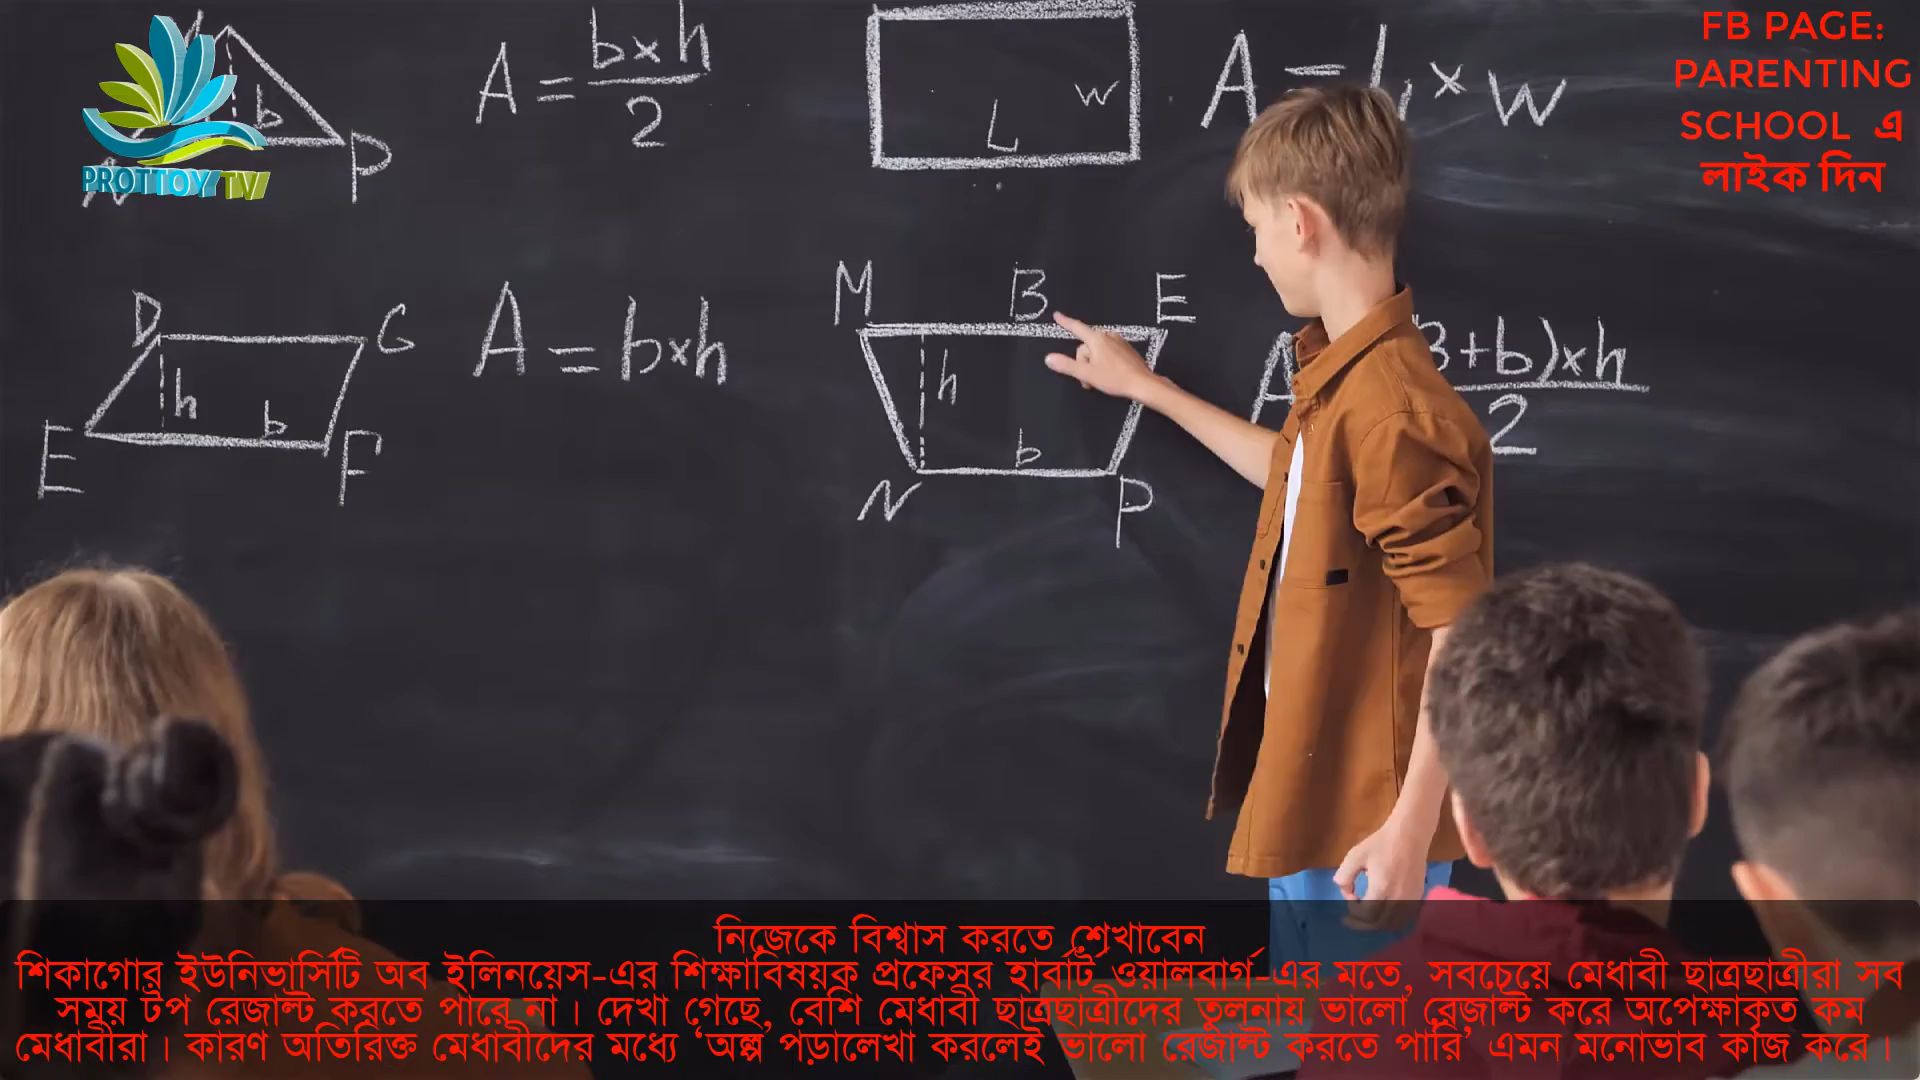 FB PAGE:
PARENTING
SCHOOL এ
লাইক দিন
PROTTOY TV
A = b×h / 2
b
P
N
L
W
A = L × W
D
G
h
b
E
F
A = b×h
M
B
E
h
b
N
P
A
B+b)×h
2
নিজেকে বিশ্বাস করতে শেখাবেন
শিকাগোর ইউনিভার্সিটি অব ইলিনয়েস-এর শিক্ষাবিষয়ক প্রফেসর হার্বার্ট ওয়ালবার্গ-এর মতে, সবচেয়ে মেধাবী ছাত্রছাত্রীরা সব
সময় টপ রেজাল্ট করতে পারে না। দেখা গেছে, বেশি মেধাবী ছাত্রছাত্রীদের তুলনায় ভালো রেজাল্ট করে অপেক্ষাকৃত কম
মেধাবীরা। কারণ অতিরিক্ত মেধাবীদের মধ্যে ‘অল্প পড়ালেখা করলেই ভালো রেজাল্ট করতে পারি’ এমন মনোভাব কাজ করে।